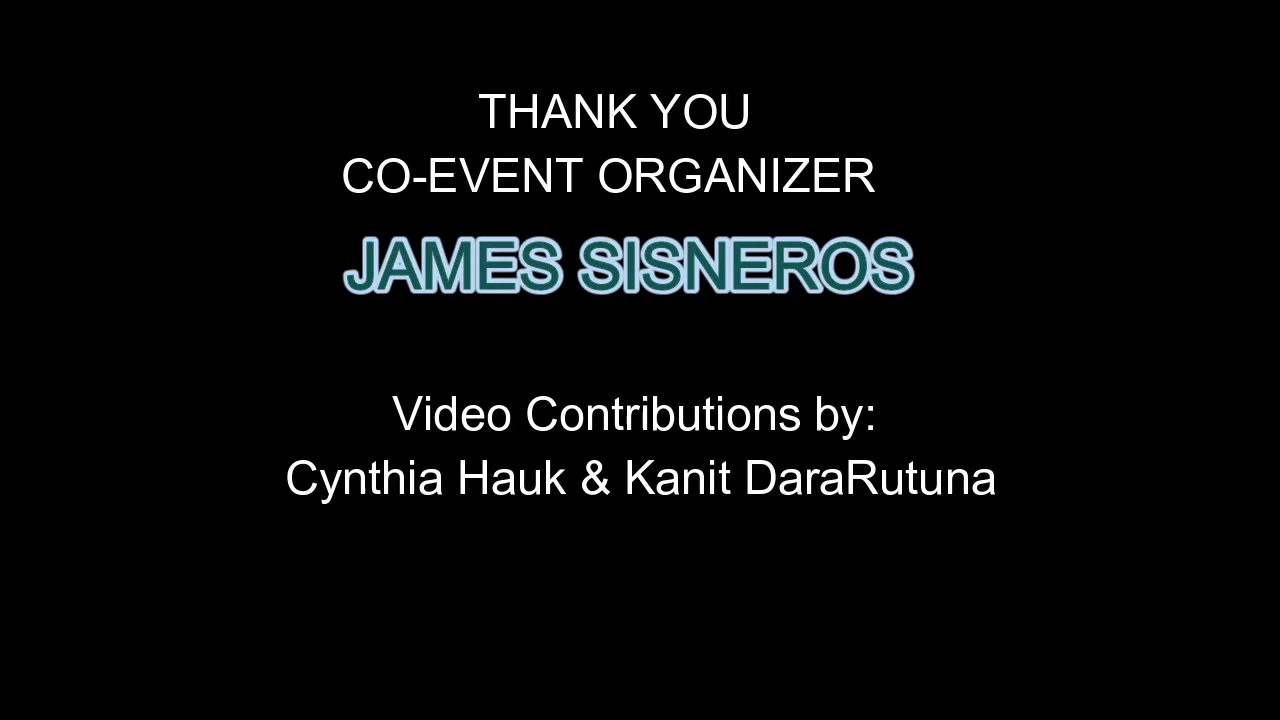 THANK YOU
CO-EVENT ORGANIZER
JAMES SISNEROS
Video Contributions by:
Cynthia Hauk & Kanit DaraRutuna